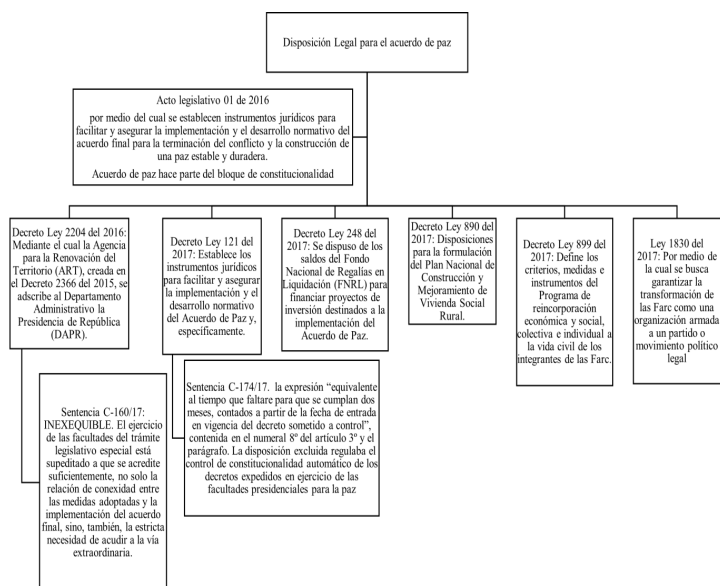 Disposición Legal para el acuerdo de paz
Acto legislativo 01 de 2016
por medio del cual se establecen instrumentos jurídicos para
facilitar y asegurar la implementación y el desarrollo normativo del
acuerdo final para la terminación del conflicto y la construcción de
una paz estable y duradera.
Acuerdo de paz hace parte del bloque de constitucionalidad
Decreto Ley 2204 del 2016:
Mediante el cual la Agencia
para la Renovación del
Territorio (ART), creada en
el Decreto 2366 del 2015, se
adscribe al Departamento
Administrativo la
Presidencia de República
(DAPR).
Decreto Ley 121 del
2017: Establece los
instrumentos jurídicos
para facilitar y asegurar
la implementación y el
desarrollo normativo
del Acuerdo de Paz y,
específicamente.
Decreto Ley 248 del
2017: Se dispuso de los
saldos del Fondo
Nacional de Regalías en
Liquidación (FNRL) para
financiar proyectos de
inversión destinados a la
implementación del
Acuerdo de Paz.
Decreto Ley 890 del
2017: Disposiciones
para la formulación
del Plan Nacional de
Construcción y
Mejoramiento de
Vivienda Social
Rural.
Decreto Ley 899 del
2017: Define los
criterios, medidas e
instrumentos del
Programa de
reincorporación
económica y social,
colectiva e individual a
la vida civil de los
integrantes de las Farc.
Ley 1830 del
2017: Por medio de
la cual se busca
garantizar la
transformación de
las Farc como una
organización armada
a un partido o
movimiento político
legal
Sentencia C-160/17:
INEXEQUIBLE. El ejercicio
de las facultades del trámite
legislativo especial está
supeditado a que se acredite
suficientemente, no solo la
relación de conexidad entre
las medidas adoptadas y la
implementación del acuerdo
final, sino, también, la estricta
necesidad de acudir a la vía
extraordinaria.
Sentencia C-174/17. la expresión “equivalente
al tiempo que faltare para que se cumplan dos
meses, contados a partir de la fecha de entrada
en vigencia del decreto sometido a control”,
contenida en el numeral 8º del artículo 3º y el
parágrafo. La disposición excluida regulaba el
control de constitucionalidad automático de los
decretos expedidos en ejercicio de las
facultades presidenciales para la paz